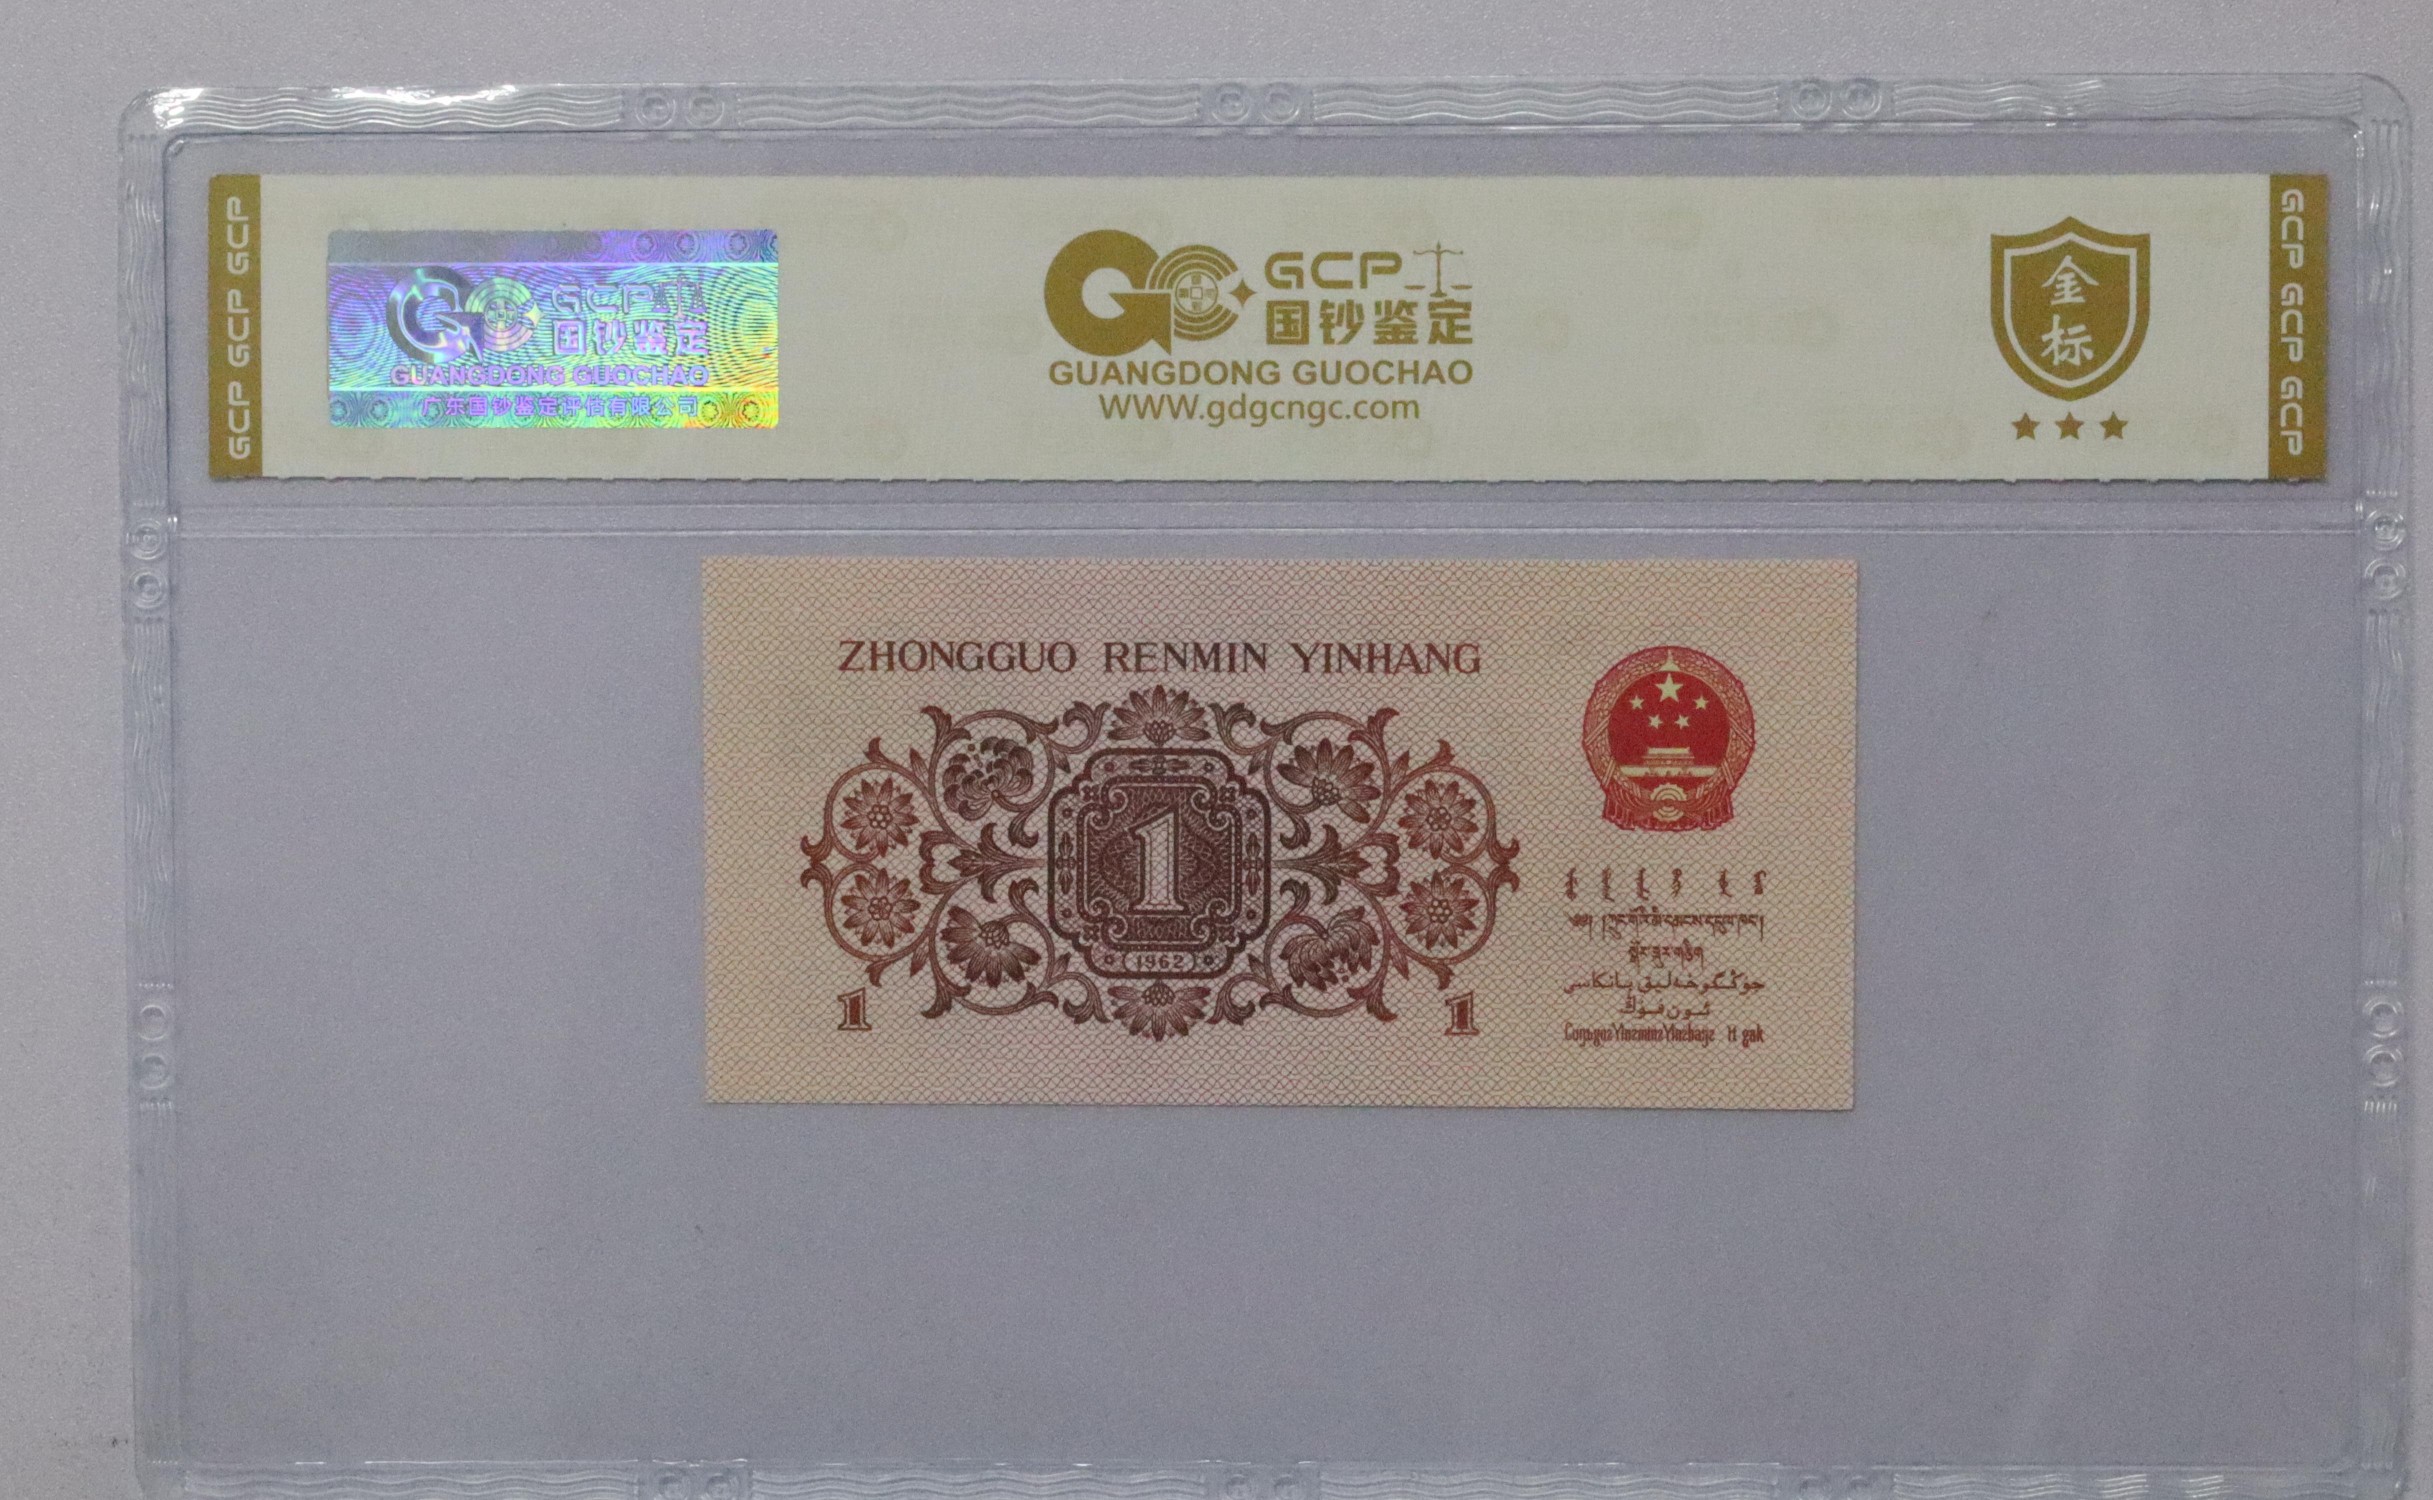 GCP GCP GCP
GCP
国钞鉴定
GUANGDONG GUOCHAO
广东国钞鉴定评估有限公司
GCP
国钞鉴定
GUANGDONG GUOCHAO
WWW.gdgcngc.com
金
标
GCP GCP GCP
ZHONGGUO RENMIN YINHANG
1
1962
1
1